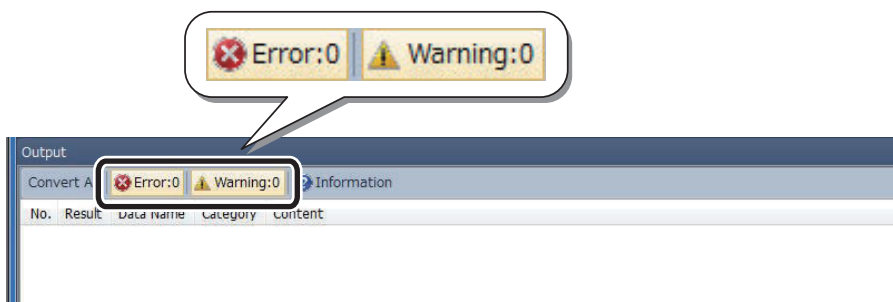 Error:0 Warning:0
Output
Convert A Error:0 Warning:0 Information
No. Result Data Name Category Content